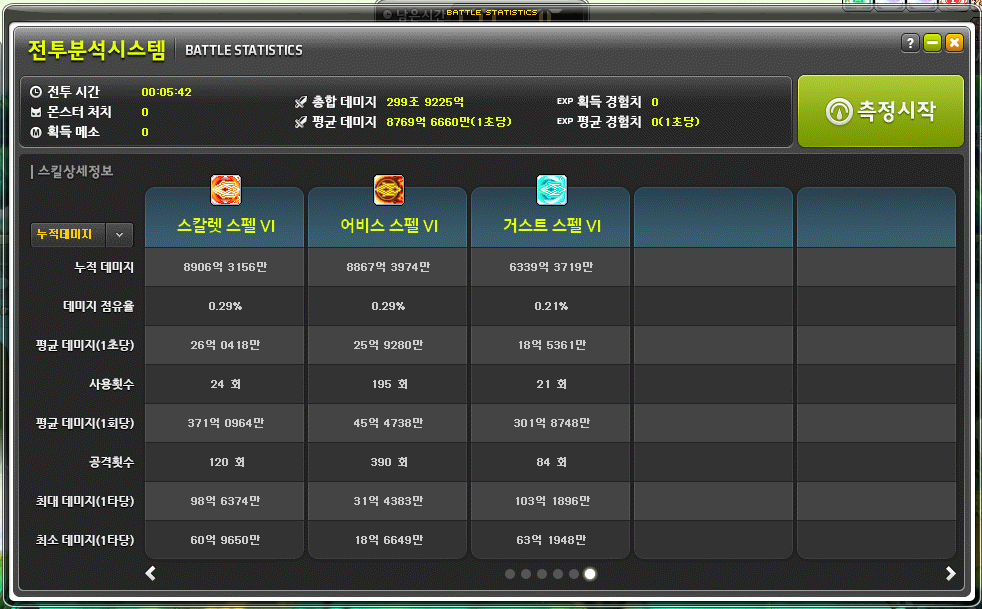 남은시간
BATTLE STATISTICS
전투분석시스템 BATTLE STATISTICS
?
전투 시간 00:05:42
몬스터 처치 0
획득 메소 0
총합 데미지 299조 9225억
평균 데미지 8769억 6660만(1초당)
EXP 획득 경험치 0
EXP 평균 경험치 0(1초당)
측정시작
스킬상세정보
스칼렛 스펠 VI 어비스 스펠 VI 거스트 스펠 VI
누적데미지
누적 데미지 8906억 3156만 8867억 3974만 6339억 3719만
데미지 점유율 0.29% 0.29% 0.21%
평균 데미지(1초당) 26억 0418만 25억 9280만 18억 5361만
사용횟수 24 회 195 회 21 회
평균 데미지(1회당) 371억 0964만 45억 4738만 301억 8748만
공격횟수 120 회 390 회 84 회
최대 데미지(1타당) 98억 6374만 31억 4383만 103억 1896만
최소 데미지(1타당) 60억 9650만 18억 6649만 63억 1948만